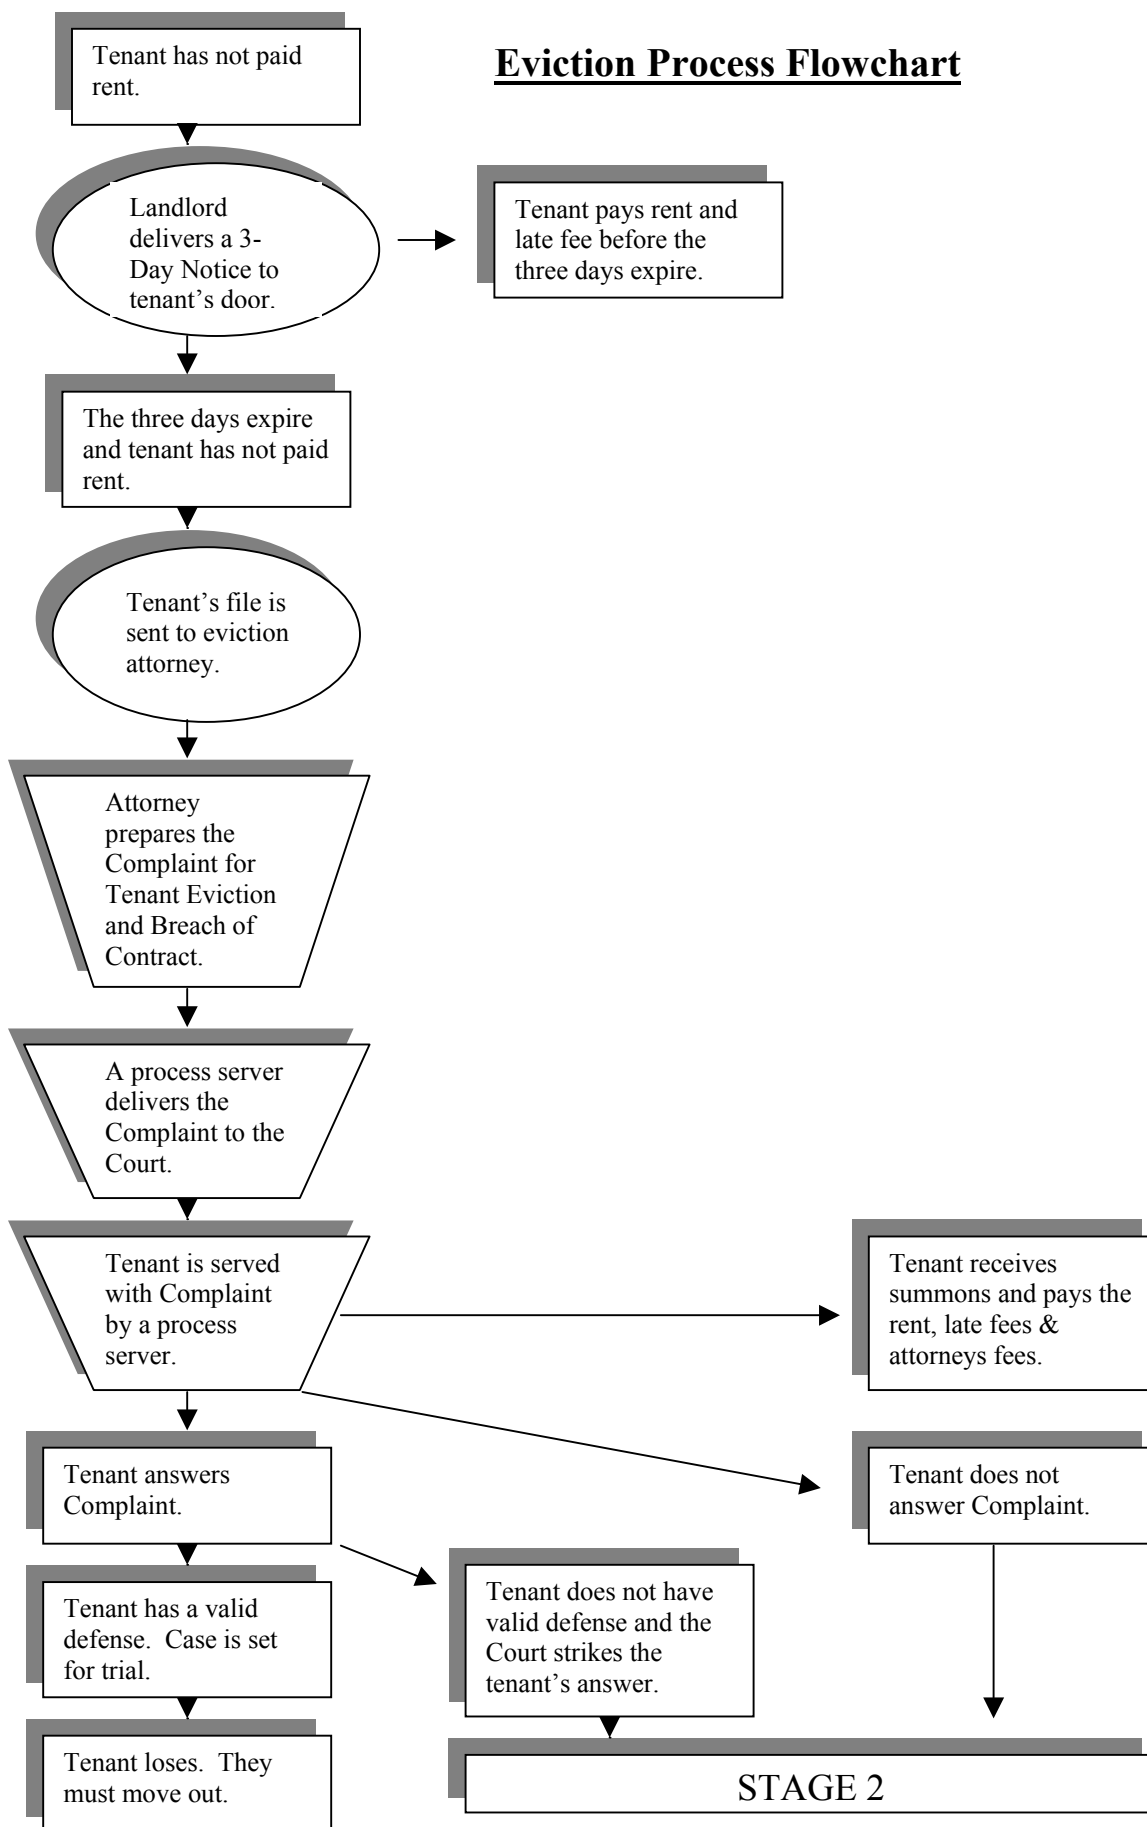 Eviction Process Flowchart
Tenant has not paid
rent.
Landlord
delivers a 3-
Day Notice to
tenant’s door.
Tenant pays rent and
late fee before the
three days expire.
The three days expire
and tenant has not paid
rent.
Tenant’s file is
sent to eviction
attorney.
Attorney
prepares the
Complaint for
Tenant Eviction
and Breach of
Contract.
A process server
delivers the
Complaint to the
Court.
Tenant is served
with Complaint
by a process
server.
Tenant receives
summons and pays the
rent, late fees &
attorneys fees.
Tenant answers
Complaint.
Tenant does not
answer Complaint.
Tenant has a valid
defense.  Case is set
for trial.
Tenant does not have
valid defense and the
Court strikes the
tenant’s answer.
Tenant loses.  They
must move out.
STAGE 2